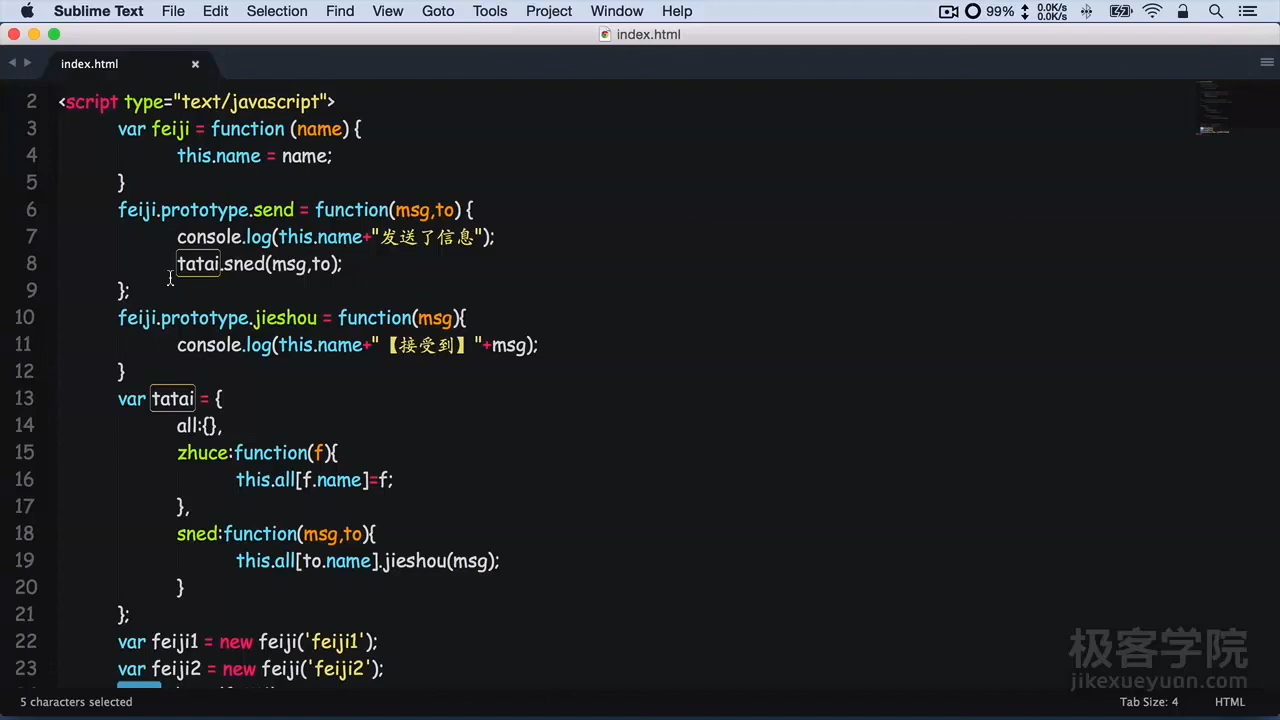 Sublime Text File Edit Selection Find View Goto Tools Project Window Help 99% 0.0K/s 0.0K/s
index.html
index.html
2 <script type="text/javascript">
3 var feiji = function (name) {
4 this.name = name;
5 }
6 feiji.prototype.send = function(msg,to) {
7 console.log(this.name+"发送了信息");
8 tatai.sned(msg,to);
9 };
10 feiji.prototype.jieshou = function(msg){
11 console.log(this.name+"【接受到】"+msg);
12 }
13 var tatai = {
14 all:{},
15 zhuce:function(f){
16 this.all[f.name]=f;
17 },
18 sned:function(msg,to){
19 this.all[to.name].jieshou(msg);
20 }
21 };
22 var feiji1 = new feiji('feiji1');
23 var feiji2 = new feiji('feiji2');
极客学院
jikexueyuan.com
5 characters selected Tab Size: 4 HTML